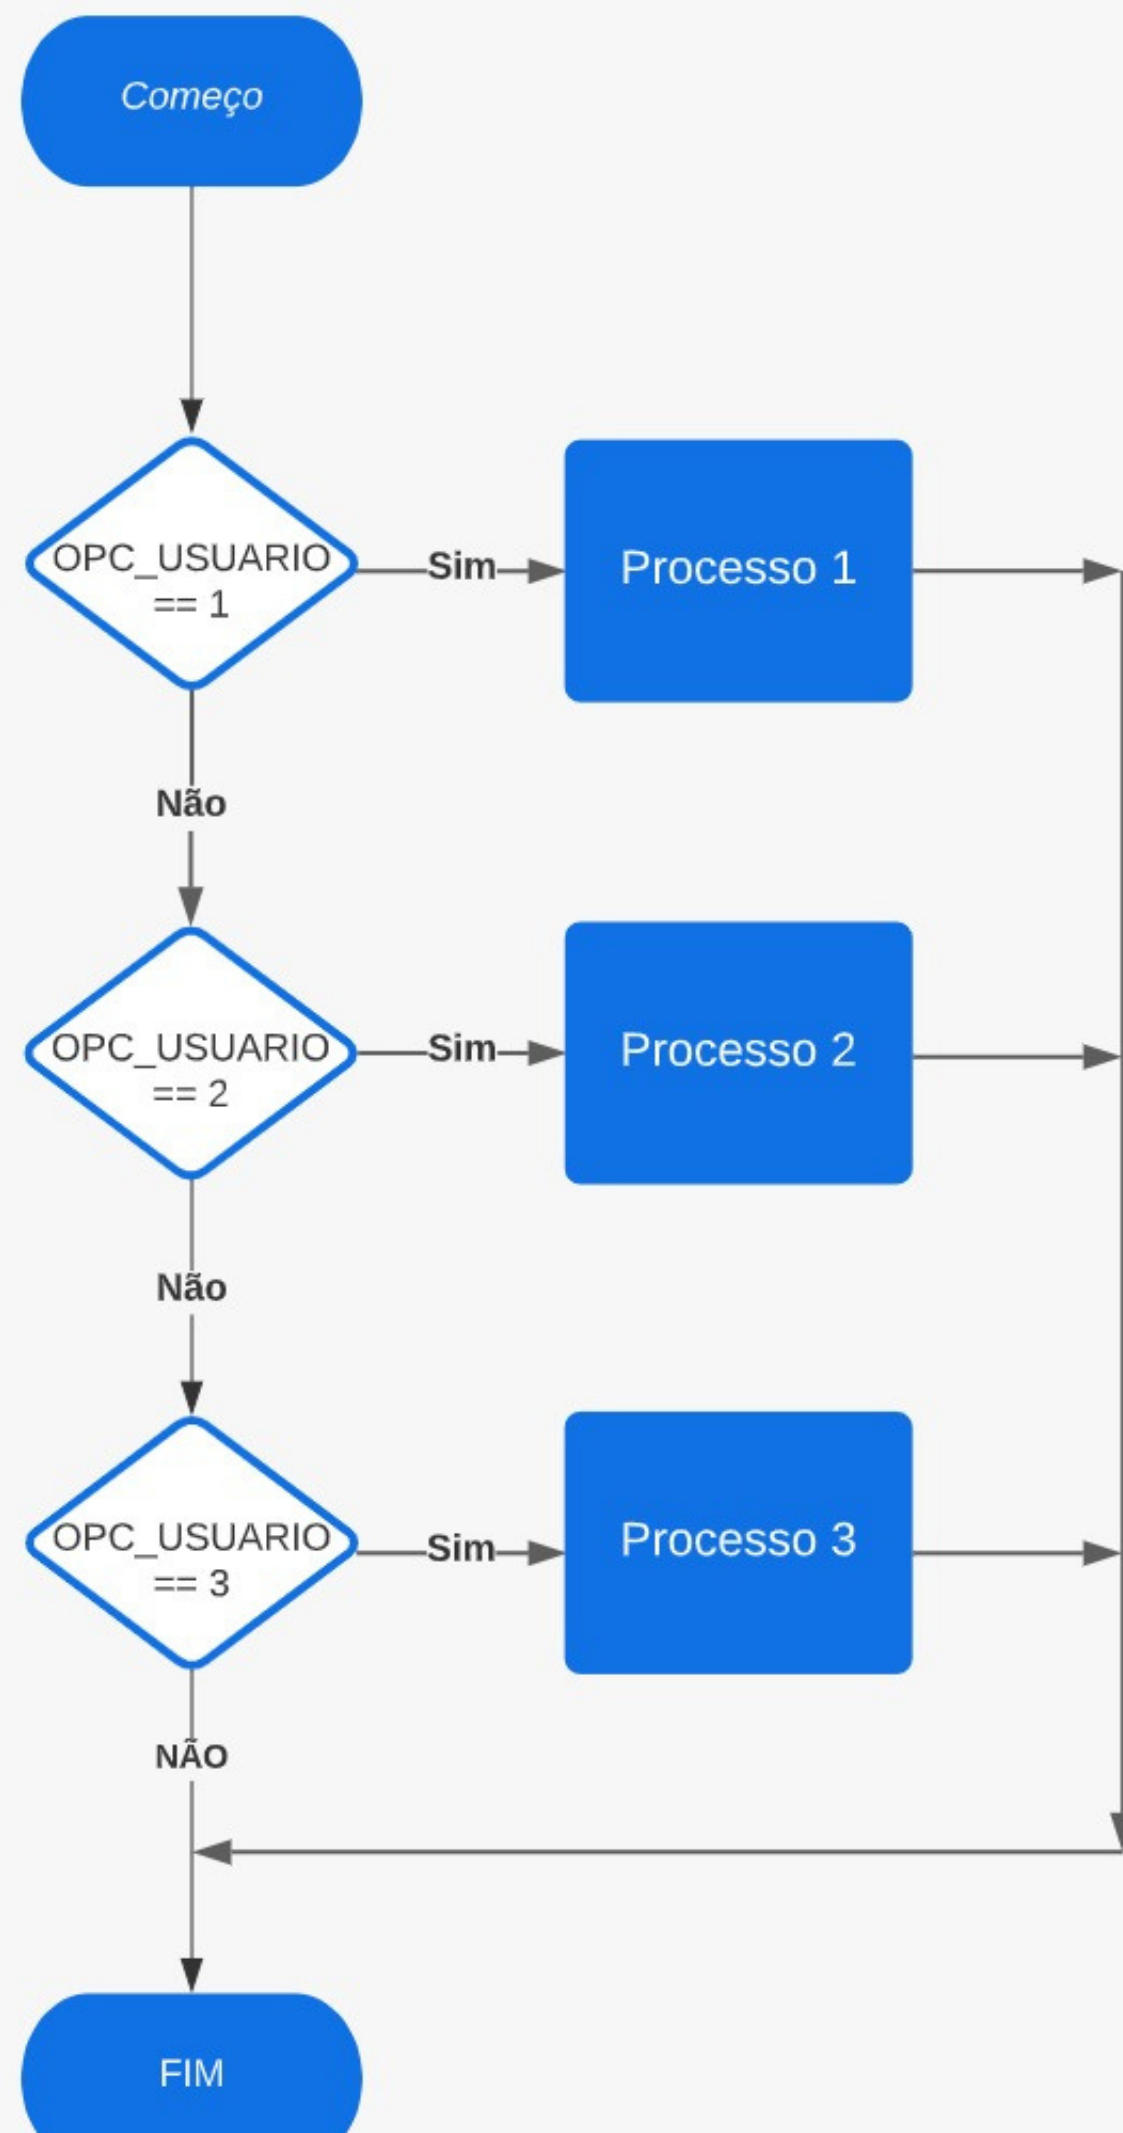 Começo
OPC_USUARIO
== 1
Sim
Processo 1
Não
OPC_USUARIO
== 2
Sim
Processo 2
Não
OPC_USUARIO
== 3
Sim
Processo 3
NÃO
FIM